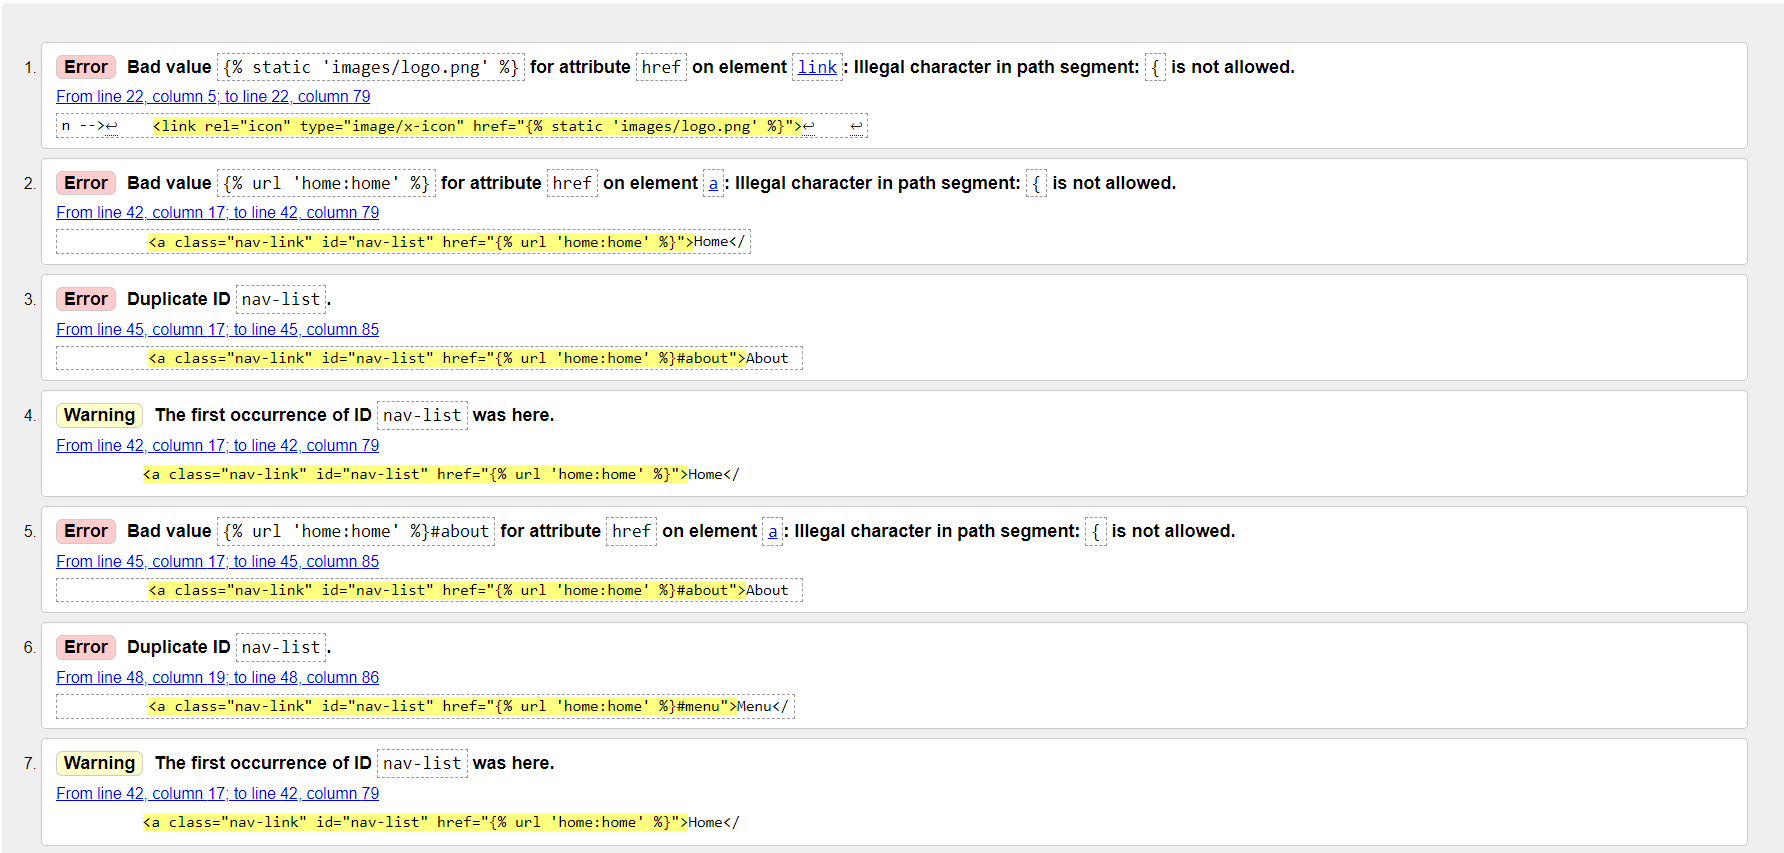 1. Error Bad value {% static 'images/logo.png' %} for attribute href on element link: Illegal character in path segment: { is not allowed.
From line 22, column 5; to line 22, column 79
n -->↩    <link rel="icon" type="image/x-icon" href="{% static 'images/logo.png' %}">↩    ↩
2. Error Bad value {% url 'home:home' %} for attribute href on element a: Illegal character in path segment: { is not allowed.
From line 42, column 17; to line 42, column 79
<a class="nav-link" id="nav-list" href="{% url 'home:home' %}">Home</
3. Error Duplicate ID nav-list.
From line 45, column 17; to line 45, column 85
<a class="nav-link" id="nav-list" href="{% url 'home:home' %}#about">About
4. Warning The first occurrence of ID nav-list was here.
From line 42, column 17; to line 42, column 79
<a class="nav-link" id="nav-list" href="{% url 'home:home' %}">Home</
5. Error Bad value {% url 'home:home' %}#about for attribute href on element a: Illegal character in path segment: { is not allowed.
From line 45, column 17; to line 45, column 85
<a class="nav-link" id="nav-list" href="{% url 'home:home' %}#about">About
6. Error Duplicate ID nav-list.
From line 48, column 19; to line 48, column 86
<a class="nav-link" id="nav-list" href="{% url 'home:home' %}#menu">Menu</
7. Warning The first occurrence of ID nav-list was here.
From line 42, column 17; to line 42, column 79
<a class="nav-link" id="nav-list" href="{% url 'home:home' %}">Home</